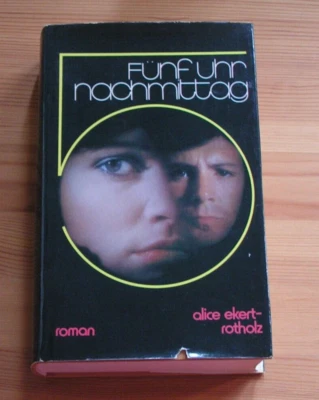 Fünf uhr
nachmittag
roman
alice ekert-
rotholz